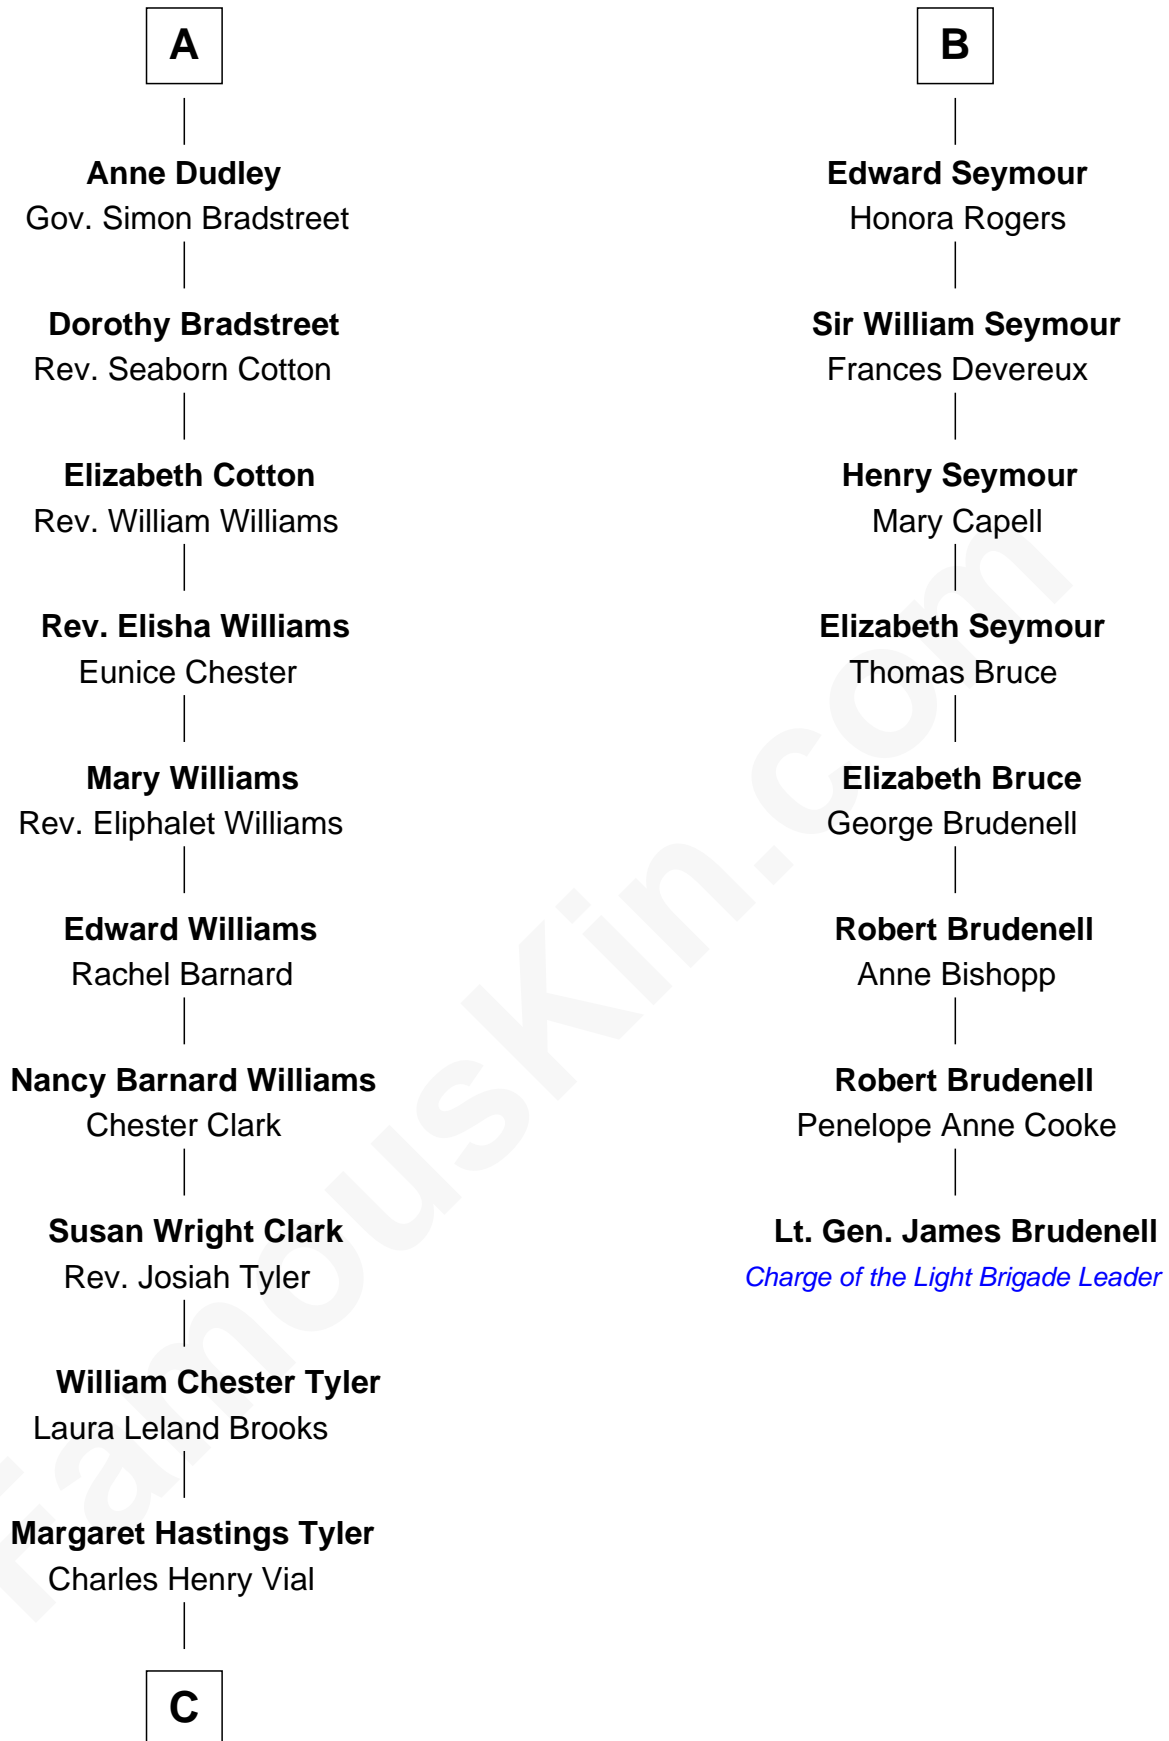 A
Anne Dudley
Gov. Simon Bradstreet
Dorothy Bradstreet
Rev. Seaborn Cotton
Elizabeth Cotton
Rev. William Williams
Rev. Elisha Williams
Eunice Chester
Mary Williams
Rev. Eliphalet Williams
Edward Williams
Rachel Barnard
Nancy Barnard Williams
Chester Clark
Susan Wright Clark
Rev. Josiah Tyler
William Chester Tyler
Laura Leland Brooks
Margaret Hastings Tyler
Charles Henry Vial
C
B
Edward Seymour
Honora Rogers
Sir William Seymour
Frances Devereux
Henry Seymour
Mary Capell
Elizabeth Seymour
Thomas Bruce
Elizabeth Bruce
George Brudenell
Robert Brudenell
Anne Bishopp
Robert Brudenell
Penelope Anne Cooke
Lt. Gen. James Brudenell
Charge of the Light Brigade Leader
FamousKin.com